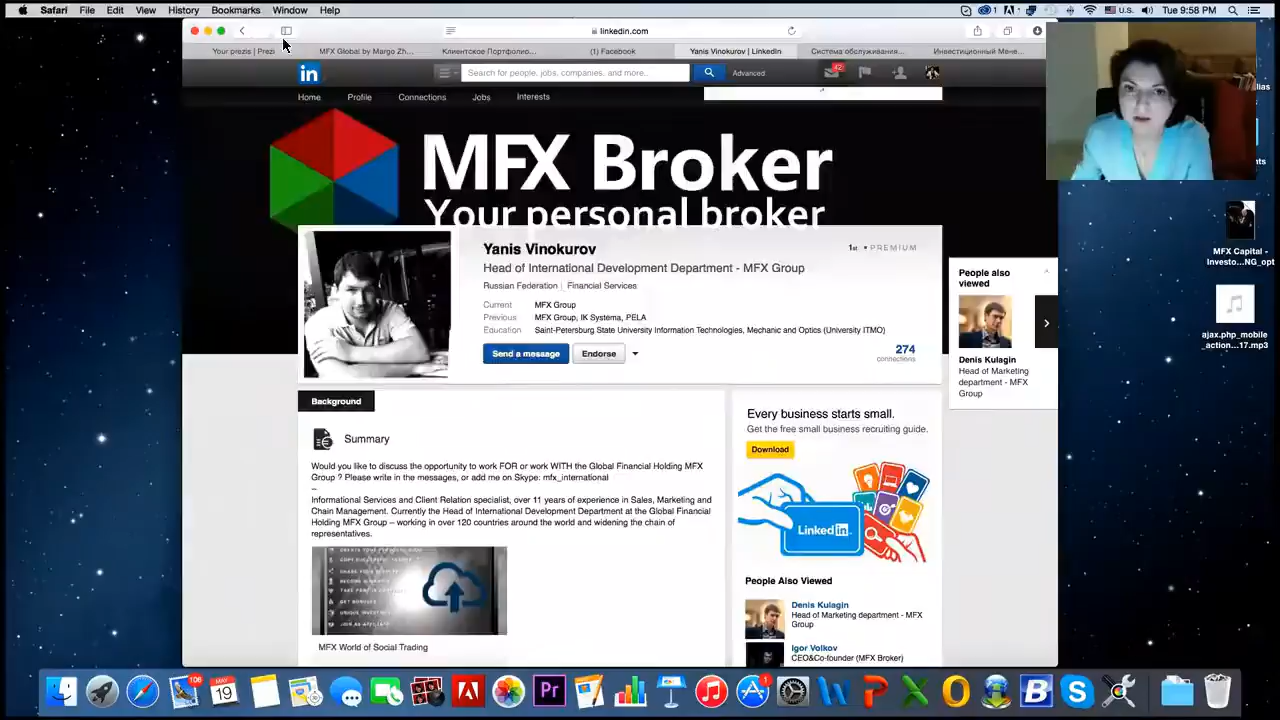 Safari File Edit View History Bookmarks Window Help
1 U.S. Tue 9:58 PM
linkedin.com
Your prezis | Prezi
MFX Global by Margo Zh...
Клиентское Портфолио...
(1) Facebook
Yanis Vinokurov | LinkedIn
Система обслуживания...
Инвестиционный Мене...
in
Search for people, jobs, companies, and more...
Advanced
42
Home Profile Connections Jobs Interests
MFX Broker
Your personal broker
Yanis Vinokurov
1st • PREMIUM
Head of International Development Department - MFX Group
Russian Federation | Financial Services
Current MFX Group
Previous MFX Group, IK Systema, PELA
Education Saint-Petersburg State University Information Technologies, Mechanic and Optics (University ITMO)
Send a message Endorse
274
connections
People also
viewed
Denis Kulagin
Head of Marketing
department - MFX
Group
Background
Summary
Would you like to discuss the opportunity to work FOR or work WITH the Global Financial Holding MFX
Group ? Please write in the messages, or add me on Skype: mfx_international
–
Informational Services and Client Relation specialist, over 11 years of experience in Sales, Marketing and
Chain Management. Currently the Head of International Development Department at the Global Financial
Holding MFX Group – working in over 120 countries around the world and widening the chain of
representatives.
MFX World of Social Trading
Every business starts small.
Get the free small business recruiting guide.
Download
LinkedIn
People Also Viewed
Denis Kulagin
Head of Marketing department - MFX
Group
Igor Volkov
CEO&Co-founder (MFX Broker)
MFX Capital -
Investo...NG_opt
ajax.php_mobile
_action...17.mp3
106
MAY
19
Pr
1